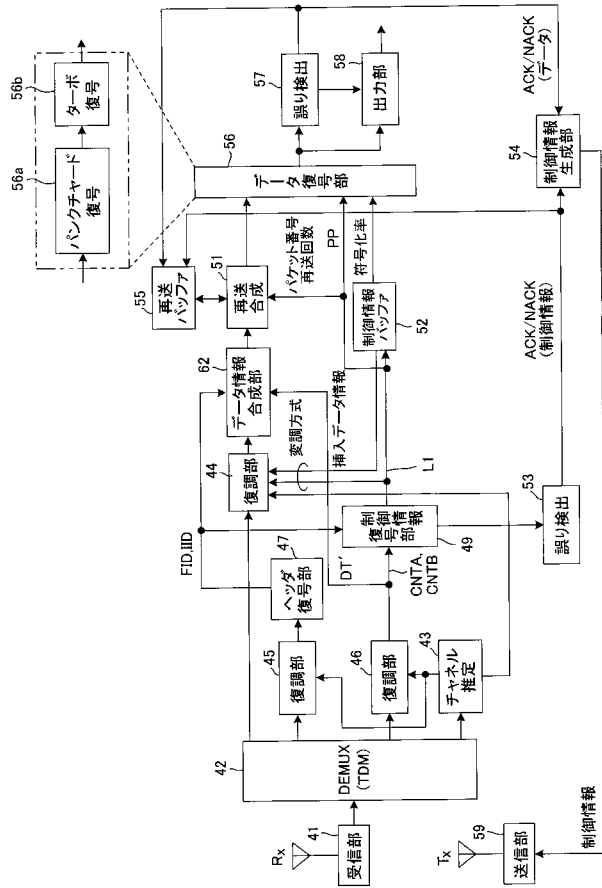 56a
パンクチャード
復号
56b
ターボ
復号
55
再送
バッファ
51
再送
合成
パケット番号
再送回数
56
データ復号部
57
誤り検出
58
出力部
ACK/NACK
(データ)
PP
符号化率
54
制御情報
生成部
62
データ情報
合成部
44
復調部
変調方式
挿入データ情報
制御情報
バッファ
52
ACK/NACK
(制御情報)
FID,IID
47
ヘッダ
復号部
DT´
制御情報
復号部
49
L1
53
誤り検出
CNTA,
CNTB
45
復調部
46
復調部
43
チャネル
推定
42
DEMUX
(TDM)
Rx
41
受信部
Tx
59
送信部
制御情報